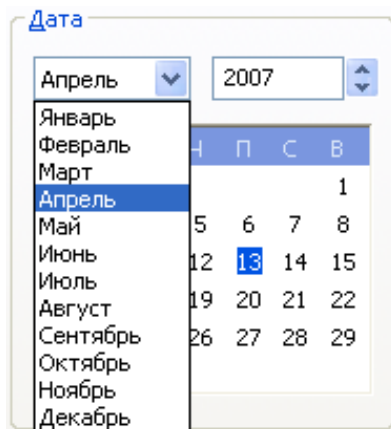 Дата
Апрель 2007
Январь
Февраль Ч П С В
Март
Апрель 1
Май 5 6 7 8
Июнь 12 13 14 15
Июль
Август 19 20 21 22
Сентябрь 26 27 28 29
Октябрь
Ноябрь
Декабрь